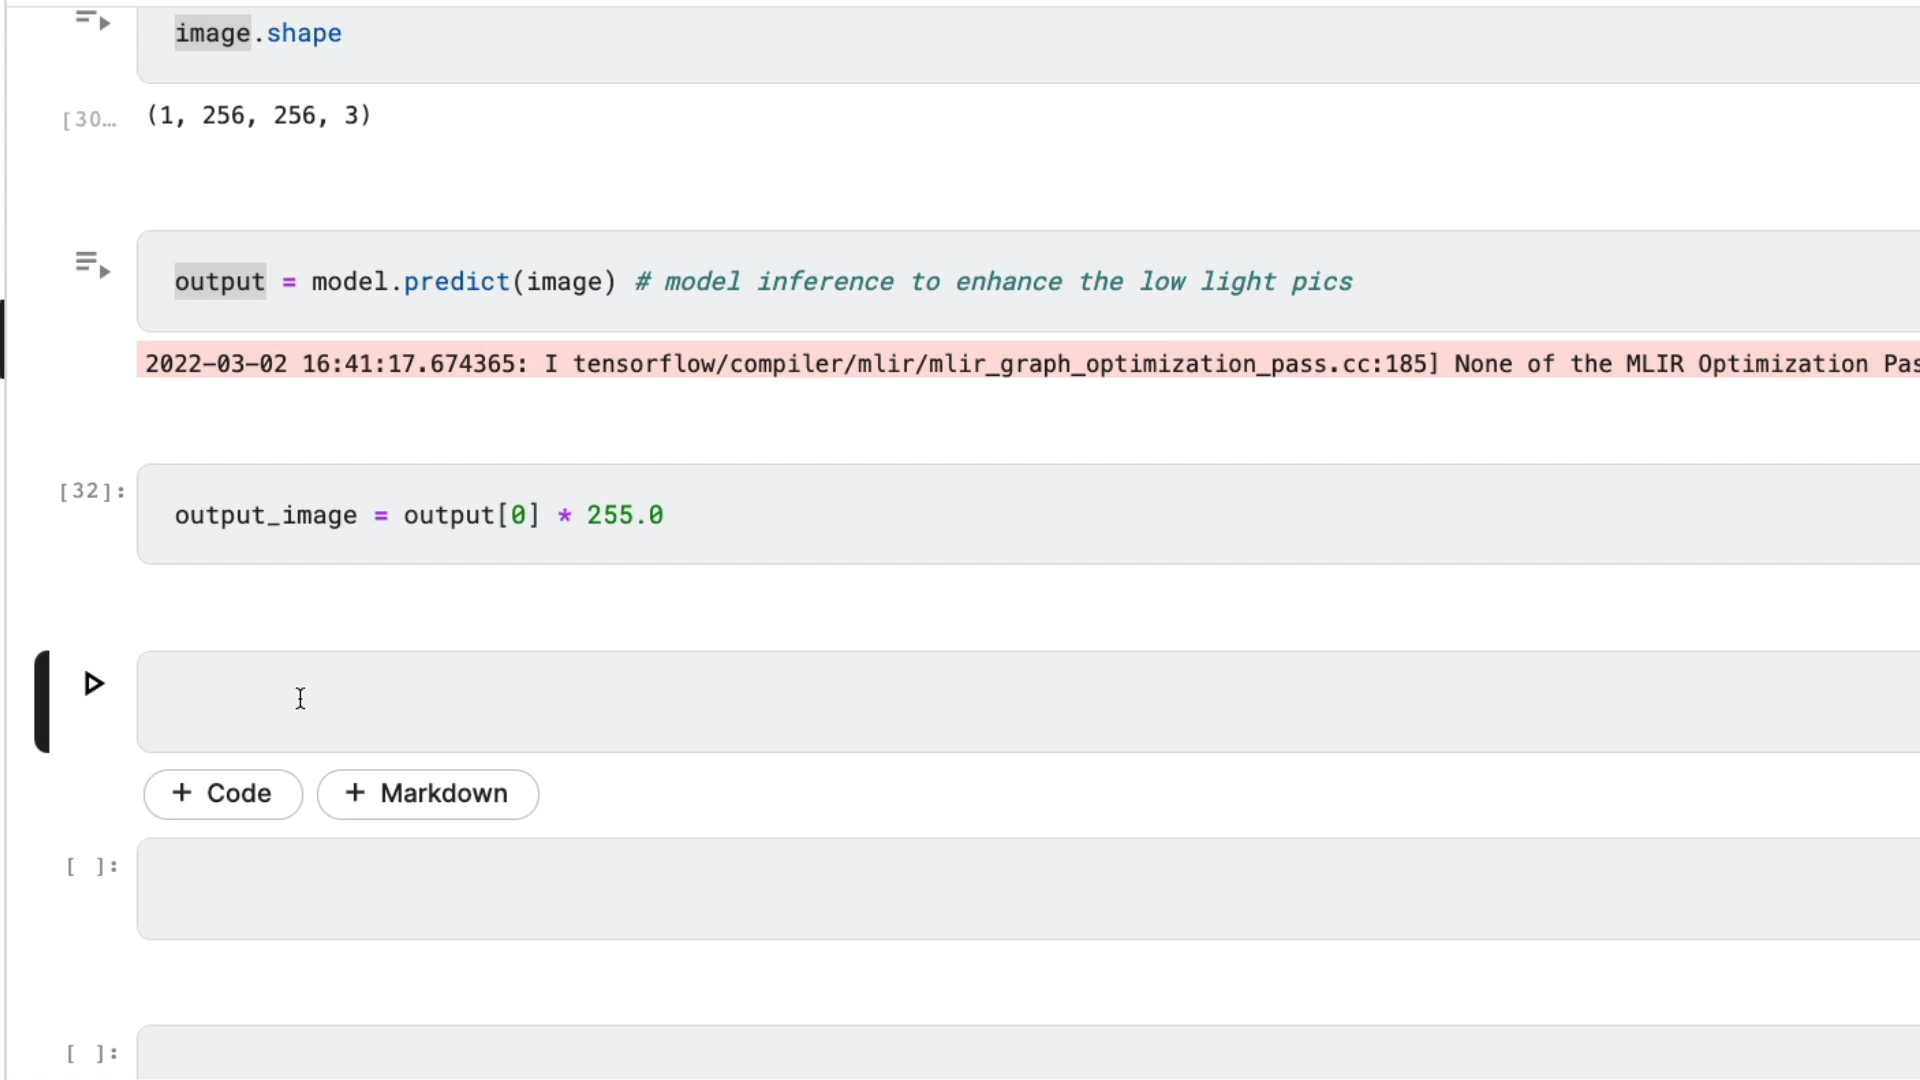 image.shape
[30… (1, 256, 256, 3)
output = model.predict(image) # model inference to enhance the low light pics
2022-03-02 16:41:17.674365: I tensorflow/compiler/mlir/mlir_graph_optimization_pass.cc:185] None of the MLIR Optimization Pas
[32]: output_image = output[0] * 255.0
+ Code + Markdown
[ ]:
[ ]: